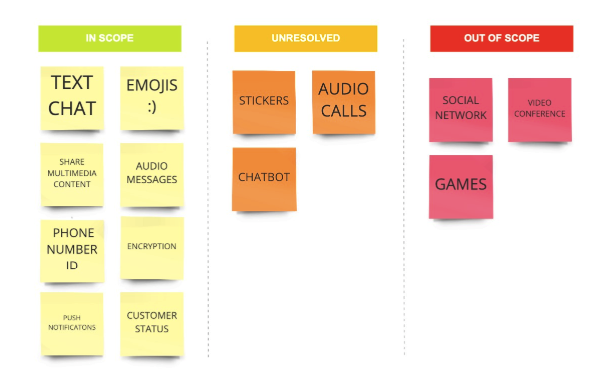 IN SCOPE
UNRESOLVED
OUT OF SCOPE
TEXT
CHAT
EMOJIS
:)
SHARE
MULTIMEDIA
CONTENT
AUDIO
MESSAGES
PHONE
NUMBER
ID
ENCRYPTION
PUSH
NOTIFICATONS
CUSTOMER
STATUS
STICKERS
AUDIO
CALLS
CHATBOT
SOCIAL
NETWORK
VIDEO
CONFERENCE
GAMES